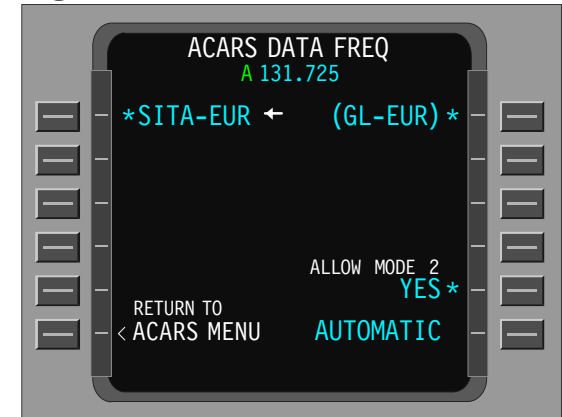 ACARS DATA FREQ
A 131.725
*SITA-EUR ← (GL-EUR)*
ALLOW MODE 2
YES*
RETURN TO
<ACARS MENU AUTOMATIC